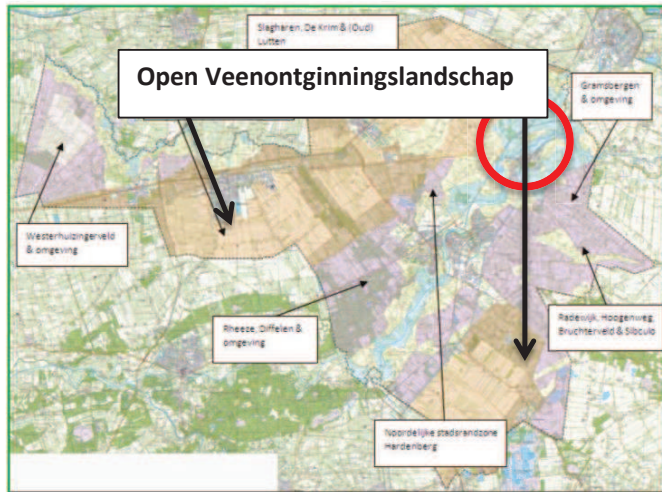 Slagharen, De Krim & (Oud)
Lutten
Open Veenontginningslandschap
Gramsbergen
& omgeving
Westerhuizingerveld
& omgeving
Rheeze, Diffelen &
omgeving
Radewijk, Hoogenweg,
Bruchterveld & Sibculo
Noordelijke stadsrandzone
Hardenberg